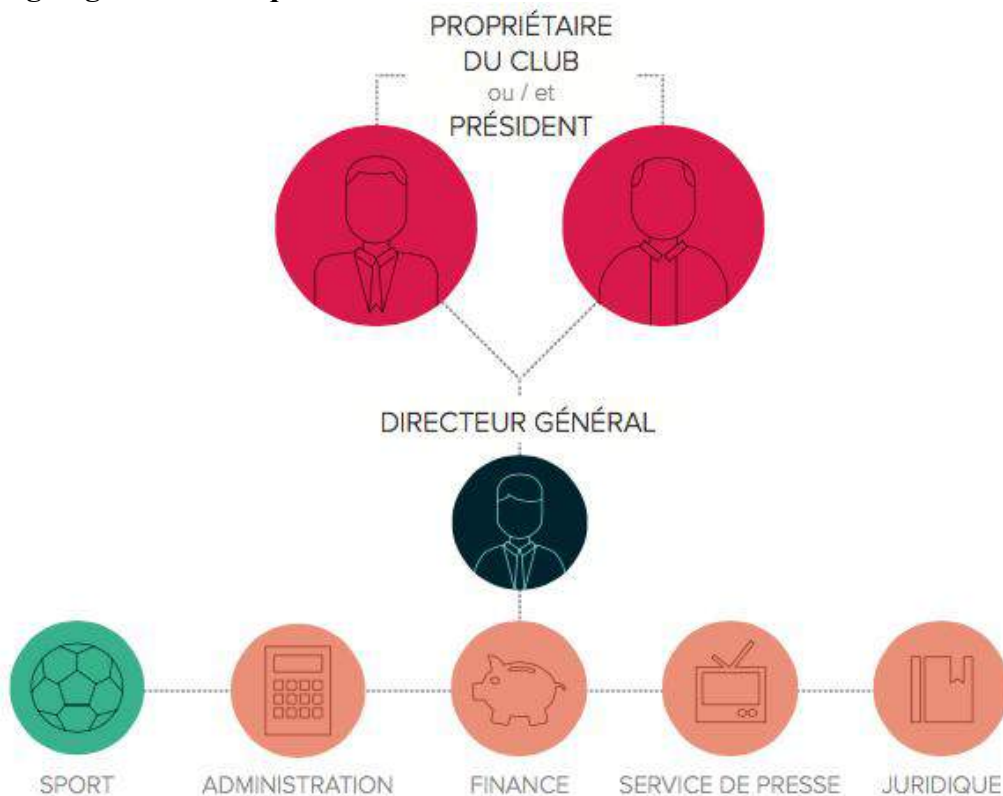 PROPRIÉTAIRE
DU CLUB
ou / et
PRÉSIDENT
DIRECTEUR GÉNÉRAL
SPORT
ADMINISTRATION
FINANCE
SERVICE DE PRESSE
JURIDIQUE